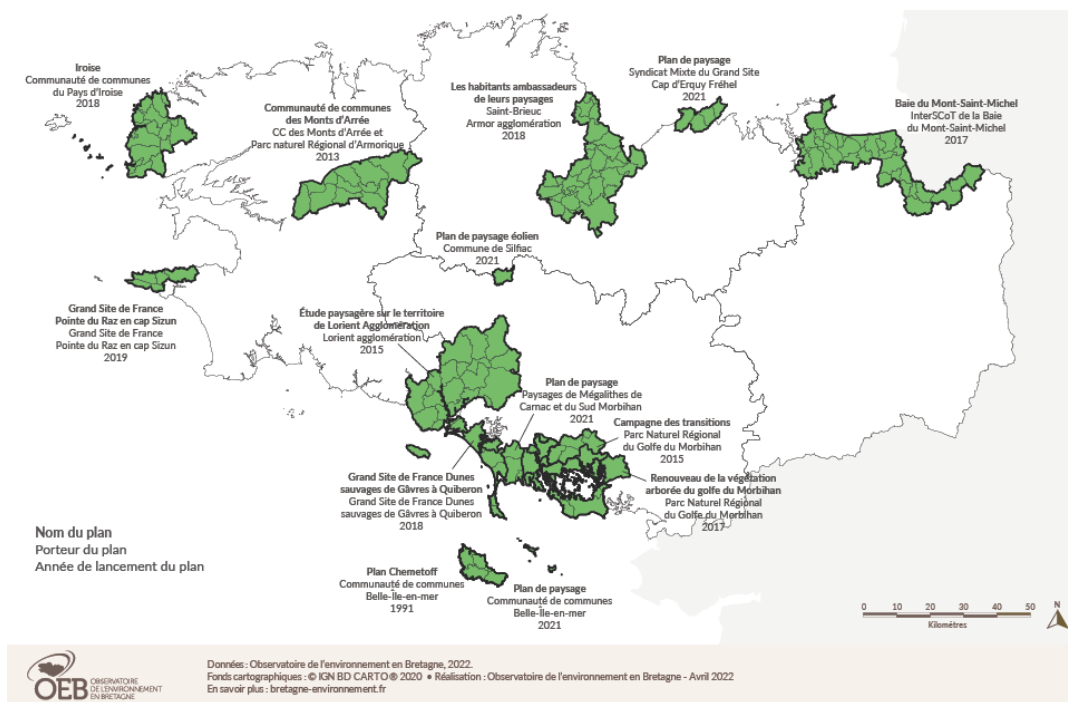 Iroise
Communauté de communes
du Pays d'Iroise
2018
Communauté de communes
des Monts d'Arrée
CC des Monts d'Arrée et
Parc naturel Régional d'Armorique
2013
Les habitants ambassadeurs
de leurs paysages
Saint-Brieuc
Armor agglomération
2018
Plan de paysage
Syndicat Mixte du Grand Site
Cap d'Erquy Fréhel
2021
Baie du Mont-Saint-Michel
InterSCoT de la Baie
du Mont-Saint-Michel
2017
Plan de paysage éolien
Commune de Silfiac
2021
Grand Site de France
Pointe du Raz en cap Sizun
Grand Site de France
Pointe du Raz en cap Sizun
2019
Étude paysagère sur le territoire
de Lorient Agglomération
Lorient agglomération
2015
Plan de paysage
Paysages de Mégalithes de
Carnac et du Sud Morbihan
2021
Campagne des transitions
Parc Naturel Régional
du Golfe du Morbihan
2015
Grand Site de France Dunes
sauvages de Gâvres à Quiberon
Grand Site de France Dunes
sauvages de Gâvres à Quiberon
2018
Renouveau de la végétation
arborée du golfe du Morbihan
Parc Naturel Régional
du Golfe du Morbihan
2017
Nom du plan
Porteur du plan
Année de lancement du plan
Plan Chemetoff
Communauté de communes
Belle-Île-en-mer
1991
Plan de paysage
Communauté de communes
Belle-Île-en-mer
2021
0 10 20 30 40 50
Kilomètres
N
OEB
OBSERVATOIRE
DE L'ENVIRONNEMENT
EN BRETAGNE
Données : Observatoire de l'environnement en Bretagne, 2022.
Fonds cartographiques : © IGN BD CARTO ® 2020 • Réalisation : Observatoire de l'environnement en Bretagne - Avril 2022
En savoir plus : bretagne-environnement.fr